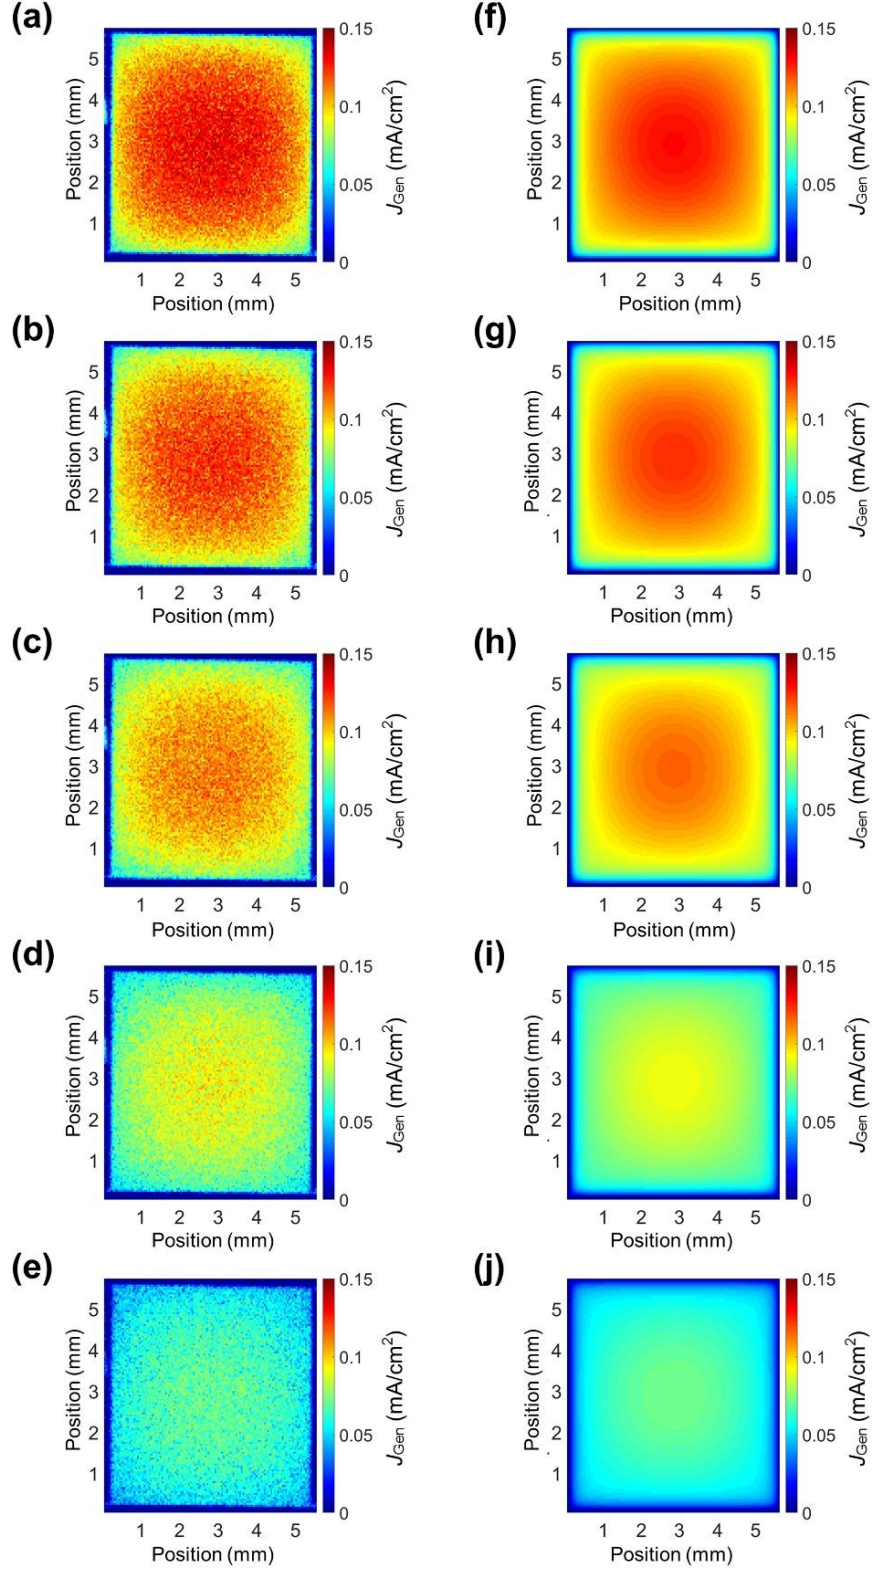 (a)
Position (mm)
5
4
3
2
1
1 2 3 4 5
Position (mm)
0.15
0.1
0.05
0
JGen (mA/cm2)
(f)
Position (mm)
5
4
3
2
1
1 2 3 4 5
Position (mm)
0.15
0.1
0.05
0
JGen (mA/cm2)
(b)
Position (mm)
5
4
3
2
1
1 2 3 4 5
Position (mm)
0.15
0.1
0.05
0
JGen (mA/cm2)
(g)
Position (mm)
5
4
3
2
1
1 2 3 4 5
Position (mm)
0.15
0.1
0.05
0
JGen (mA/cm2)
(c)
Position (mm)
5
4
3
2
1
1 2 3 4 5
Position (mm)
0.15
0.1
0.05
0
JGen (mA/cm2)
(h)
Position (mm)
5
4
3
2
1
1 2 3 4 5
Position (mm)
0.15
0.1
0.05
0
JGen (mA/cm2)
(d)
Position (mm)
5
4
3
2
1
1 2 3 4 5
Position (mm)
0.15
0.1
0.05
0
JGen (mA/cm2)
(i)
Position (mm)
5
4
3
2
1
1 2 3 4 5
Position (mm)
0.15
0.1
0.05
0
JGen (mA/cm2)
(e)
Position (mm)
5
4
3
2
1
1 2 3 4 5
Position (mm)
0.15
0.1
0.05
0
JGen (mA/cm2)
(j)
Position (mm)
5
4
3
2
1
1 2 3 4 5
Position (mm)
0.15
0.1
0.05
0
JGen (mA/cm2)